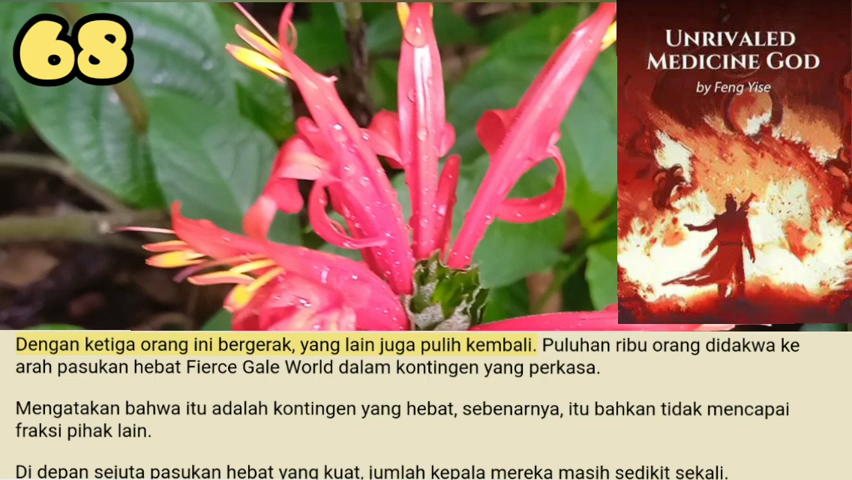 68
UNRIVALED
MEDICINE GOD
by Feng Yise
Dengan ketiga orang ini bergerak, yang lain juga pulih kembali. Puluhan ribu orang didakwa ke
arah pasukan hebat Fierce Gale World dalam kontingen yang perkasa.
Mengatakan bahwa itu adalah kontingen yang hebat, sebenarnya, itu bahkan tidak mencapai
fraksi pihak lain.
Di depan sejuta pasukan hebat yang kuat, jumlah kepala mereka masih sedikit sekali.